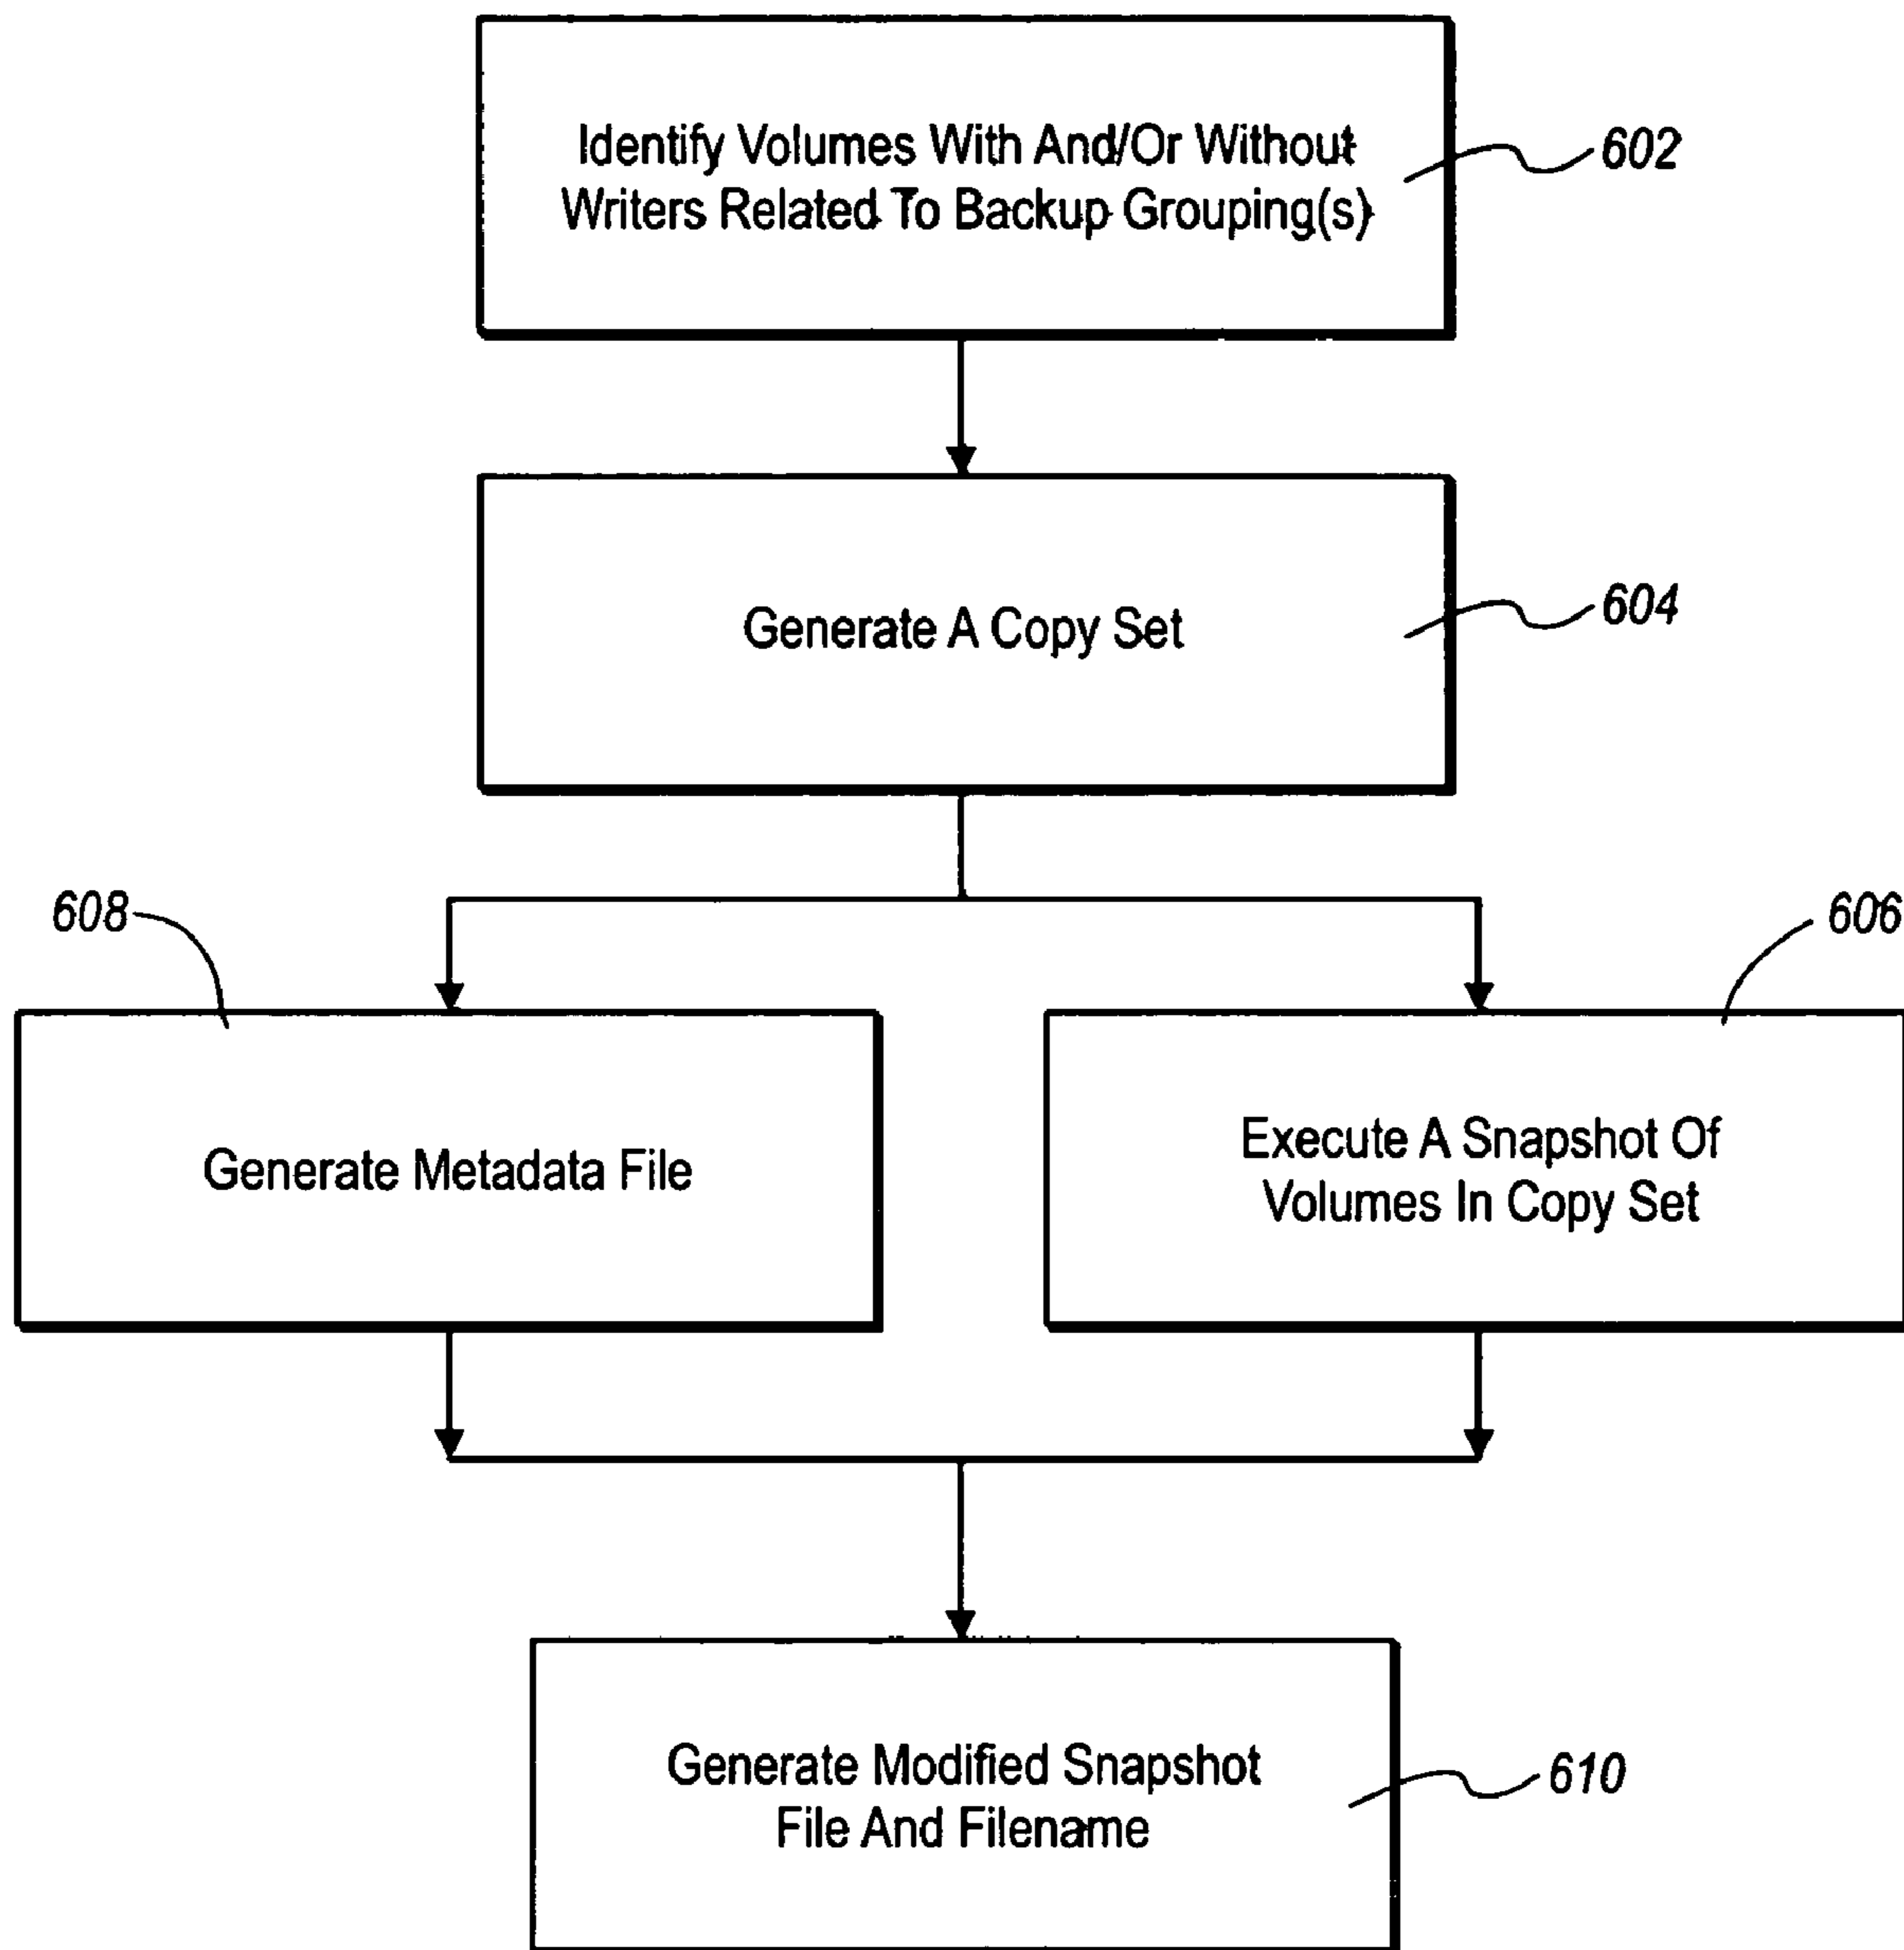 Identify Volumes With And/Or Without
Writers Related To Backup Grouping(s)
602
Generate A Copy Set
604
608
606
Generate Metadata File
Execute A Snapshot Of
Volumes In Copy Set
Generate Modified Snapshot
File And Filename
610